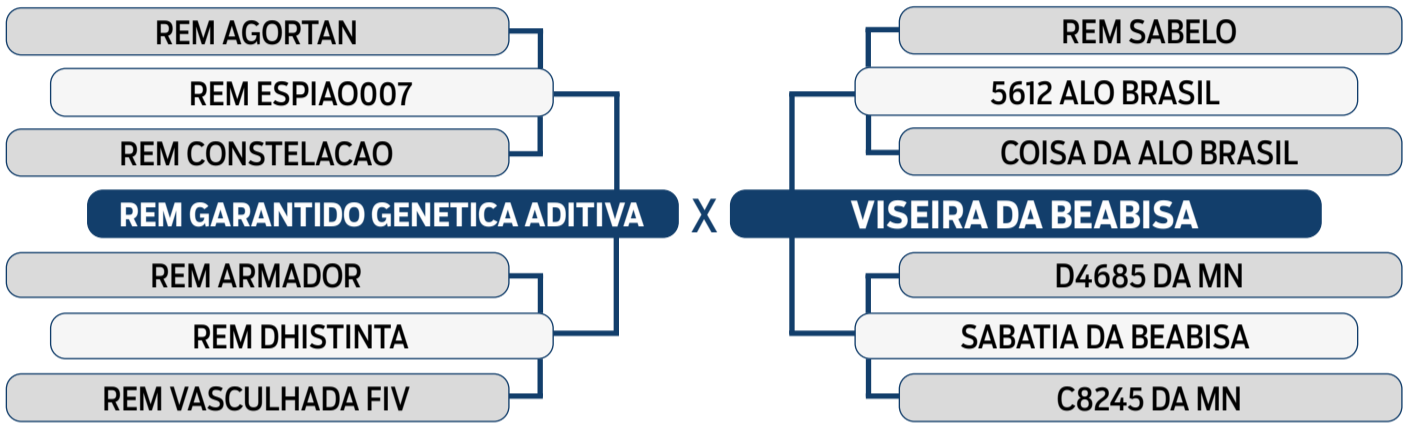 REM AGORTAN
REM ESPIAO007
REM CONSTELACAO
REM GARANTIDO GENETICA ADITIVA
REM ARMADOR
REM DHISTINTA
REM VASCULHADA FIV
X
REM SABELO
5612 ALO BRASIL
COISA DA ALO BRASIL
VISEIRA DA BEABISA
D4685 DA MN
SABATIA DA BEABISA
C8245 DA MN